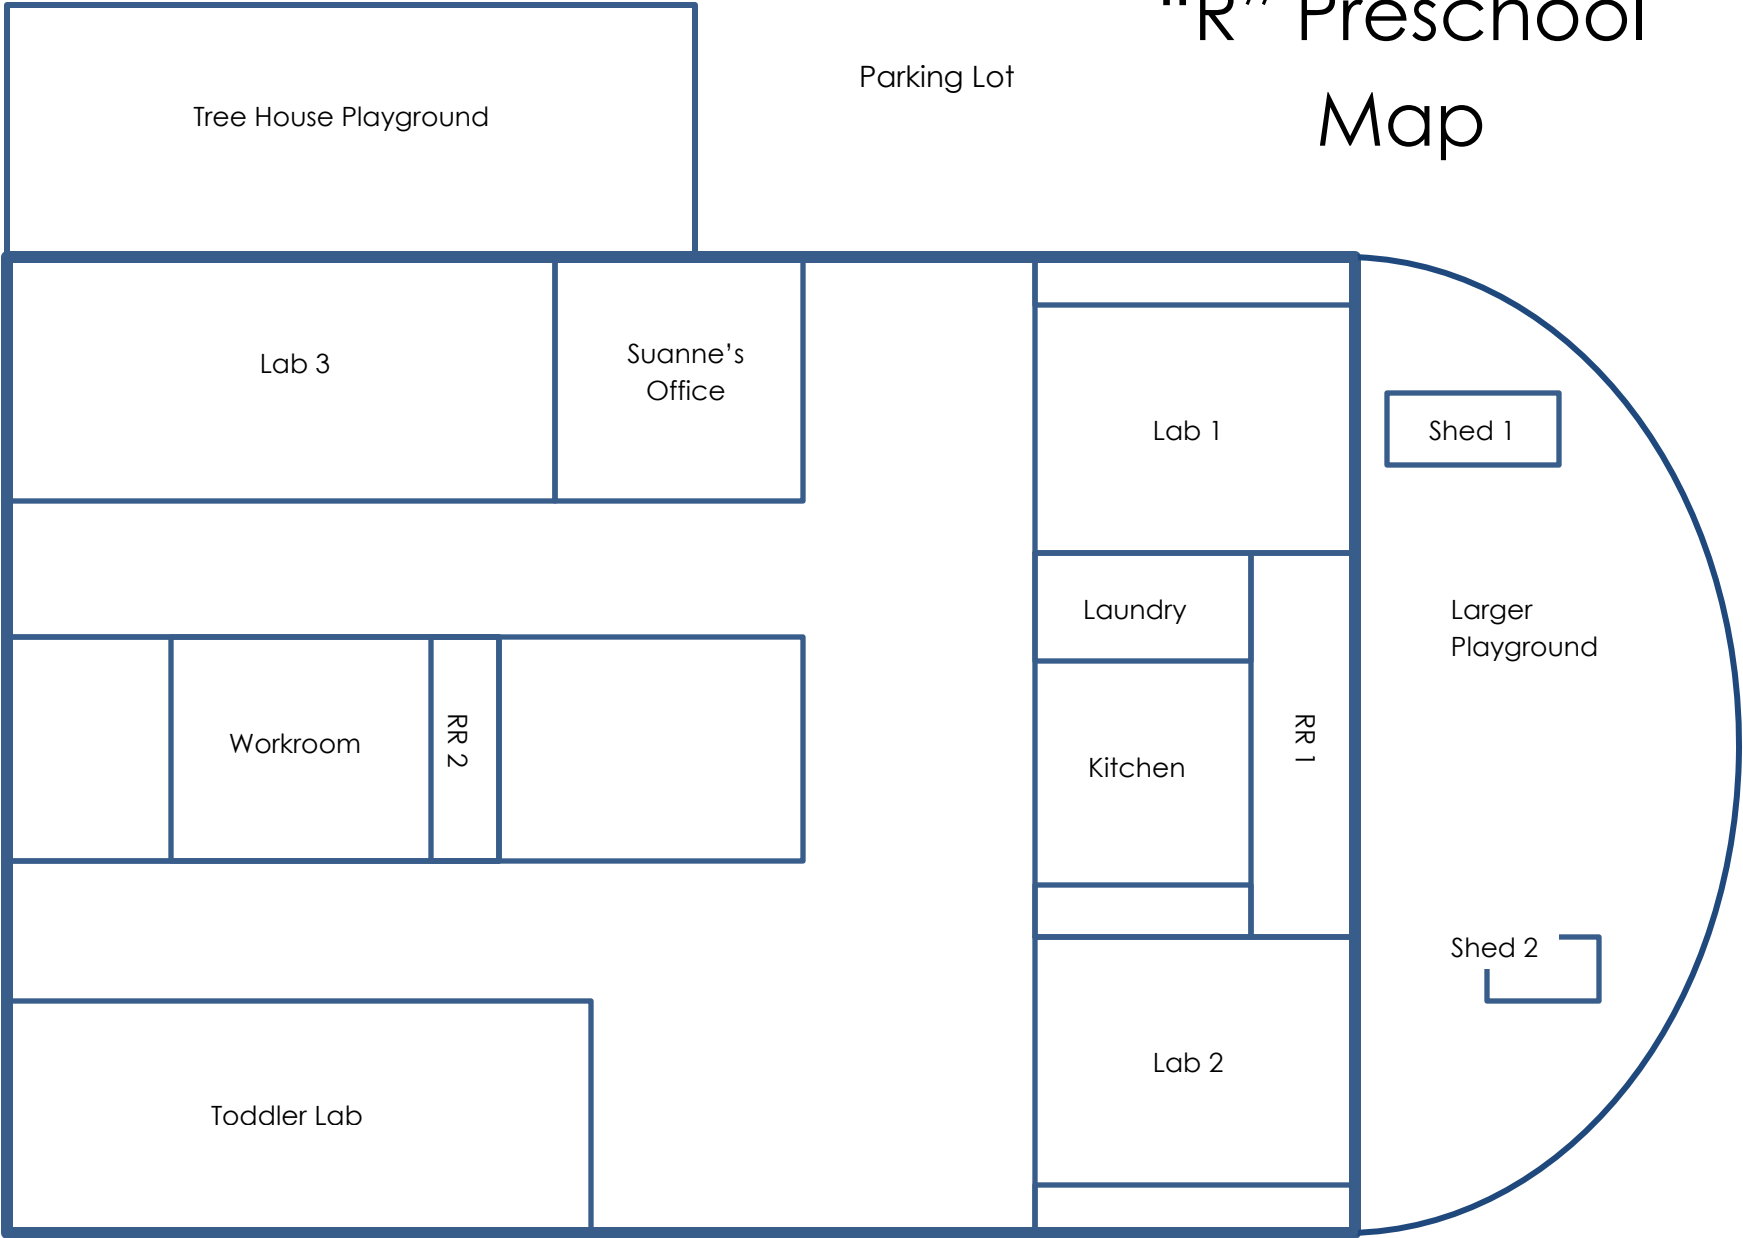 “R” Preschool
Map
Parking Lot
Tree House Playground
Lab 3
Suanne’s
Office
Lab 1
Shed 1
Laundry
Larger
Playground
Workroom
RR 2
Kitchen
RR 1
Shed 2
Lab 2
Toddler Lab